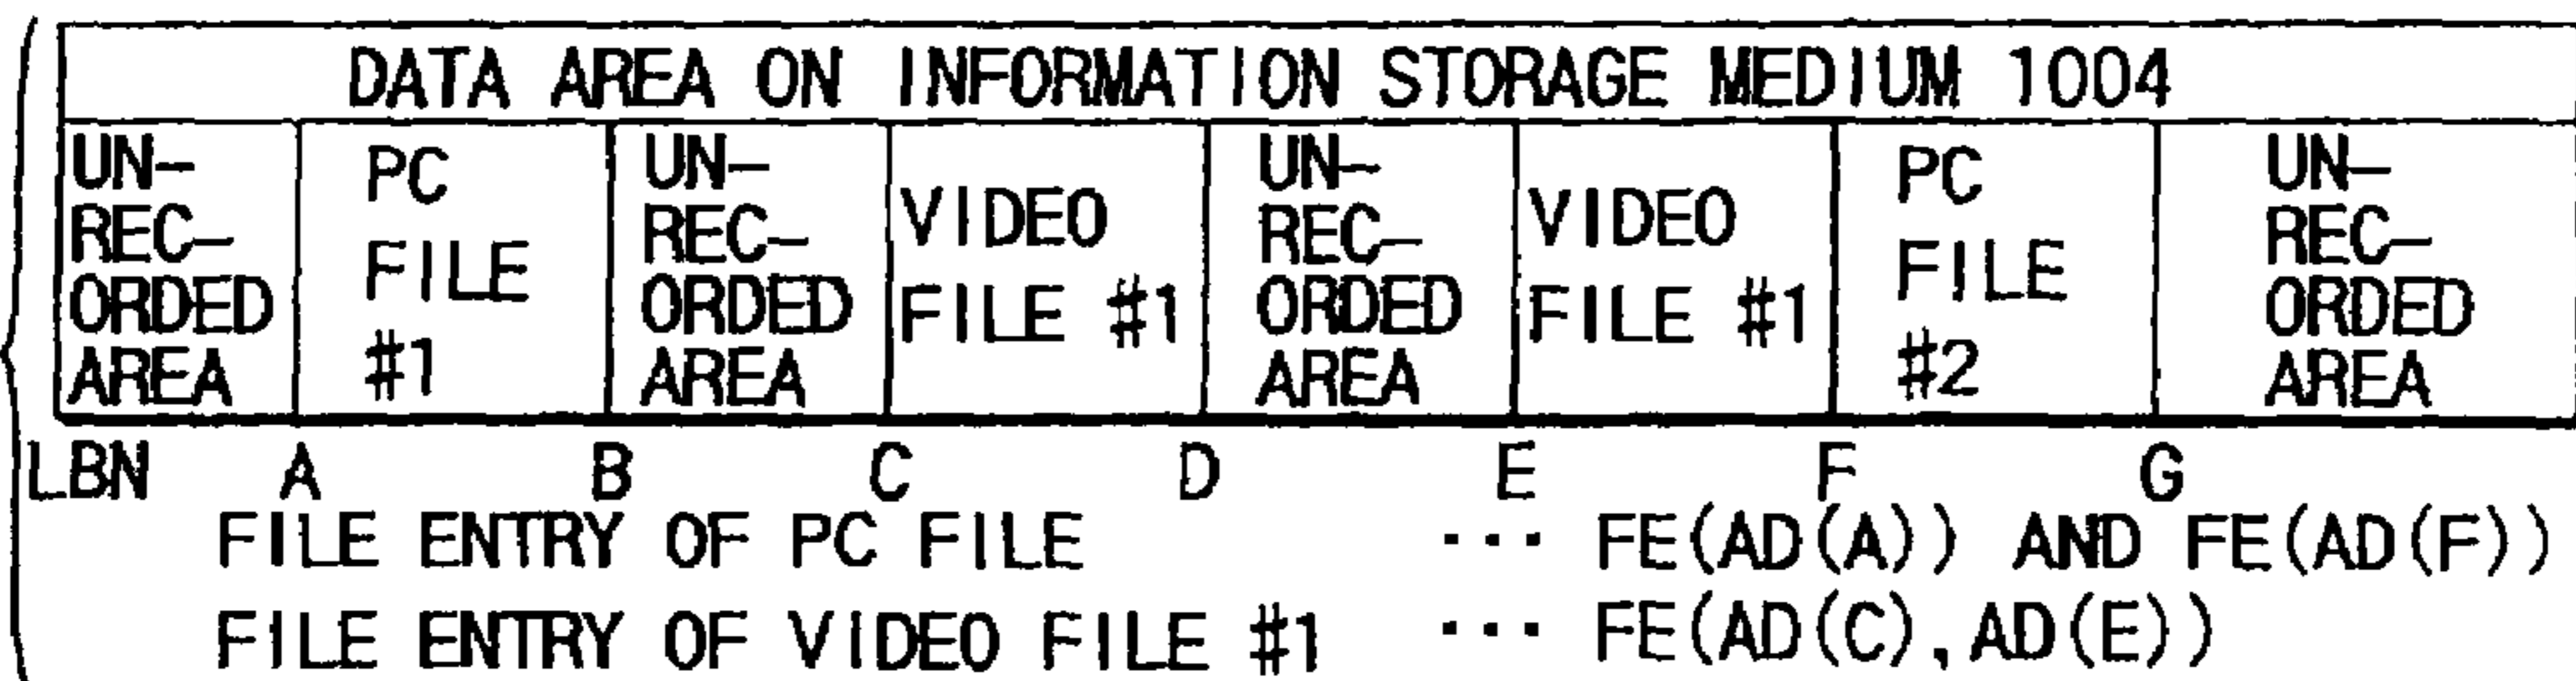 DATA AREA ON INFORMATION STORAGE MEDIUM 1004
UN-
REC-
ORDED
AREA
PC
FILE
#1
UN-
REC-
ORDED
AREA
VIDEO
FILE #1
UN-
REC-
ORDED
AREA
VIDEO
FILE #1
PC
FILE
#2
UN-
REC-
ORDED
AREA
LBN A B C D E F G
FILE ENTRY OF PC FILE ··· FE(AD(A)) AND FE(AD(F))
FILE ENTRY OF VIDEO FILE #1 ··· FE(AD(C), AD(E))